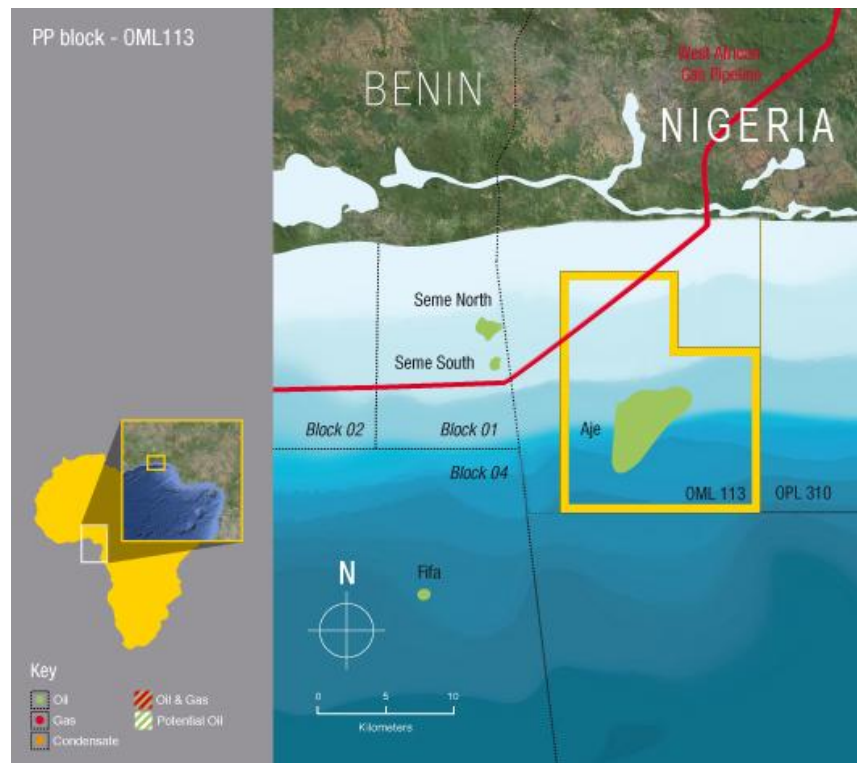 PP block - OML113
BENIN
West African
Gas Pipeline
NIGERIA
Seme North
Seme South
Block 02
Block 01
Aje
Block 04
OML 113
OPL 310
Fifa
N
0
5
10
Kilometers
Key
Oil
Oil & Gas
Gas
Potential Oil
Condensate